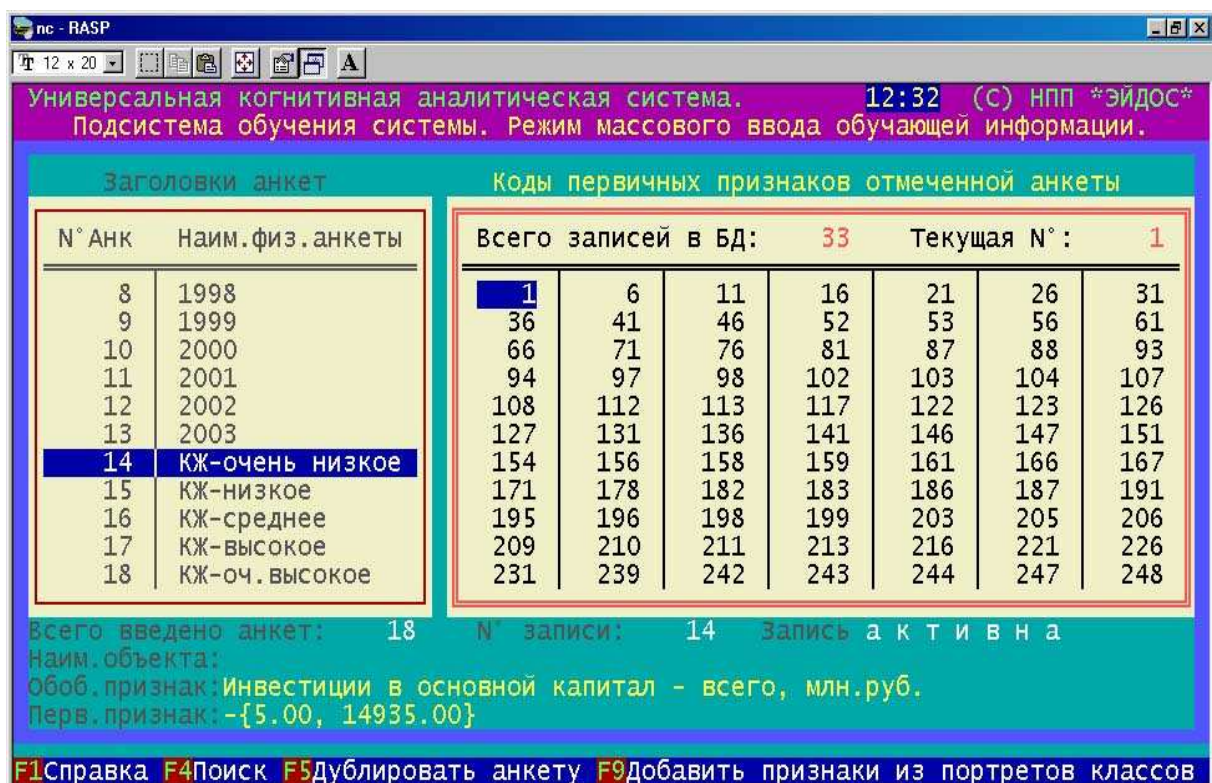 nc - RASP
12 x 20
A
Универсальная когнитивная аналитическая система. 12:32 (С) НПП *ЭЙДОС*
Подсистема обучения системы. Режим массового ввода обучающей информации.
Заголовки анкет Коды первичных признаков отмеченной анкеты
N°Анк Наим.физ.анкеты Всего записей в БД: 33 Текущая N°: 1
8 1998 1 6 11 16 21 26 31
9 1999 36 41 46 52 53 56 61
10 2000 66 71 76 81 87 88 93
11 2001 94 97 98 102 103 104 107
12 2002 108 112 113 117 122 123 126
13 2003 127 131 136 141 146 147 151
14 КЖ-очень низкое 154 156 158 159 161 166 167
15 КЖ-низкое 171 178 182 183 186 187 191
16 КЖ-среднее 195 196 198 199 203 205 206
17 КЖ-высокое 209 210 211 213 216 221 226
18 КЖ-оч.высокое 231 239 242 243 244 247 248
Всего введено анкет: 18 N° записи: 14 Запись а к т и в н а
Наим.объекта:
Обоб.признак:Инвестиции в основной капитал - всего, млн.руб.
Перв.признак:-{5.00, 14935.00}
F1Справка F4Поиск F5Дублировать анкету F9Добавить признаки из портретов классов